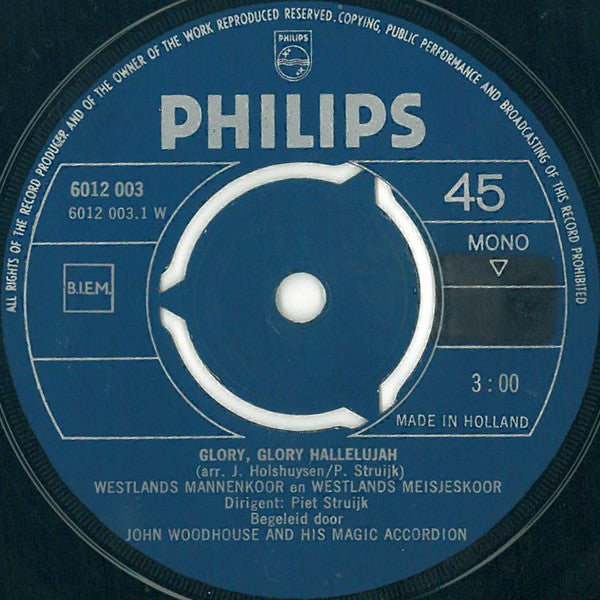 ALL RIGHTS OF THE RECORD PRODUCER AND OF THE OWNER OF THE WORK REPRODUCED RESERVED. COPYING, PUBLIC PERFORMANCE AND BROADCASTING OF THIS RECORD PROHIBITED
PHILIPS
PHILIPS
6012 003
6012 003.1 W
45
MONO
B.I.E.M.
3:00
MADE IN HOLLAND
GLORY, GLORY HALLELUJAH
(arr. J. Holshuysen/P. Struijk)
WESTLANDS MANNENKOOR en WESTLANDS MEISJESKOOR
Dirigent: Piet Struijk
Begeleid door
JOHN WOODHOUSE AND HIS MAGIC ACCORDION